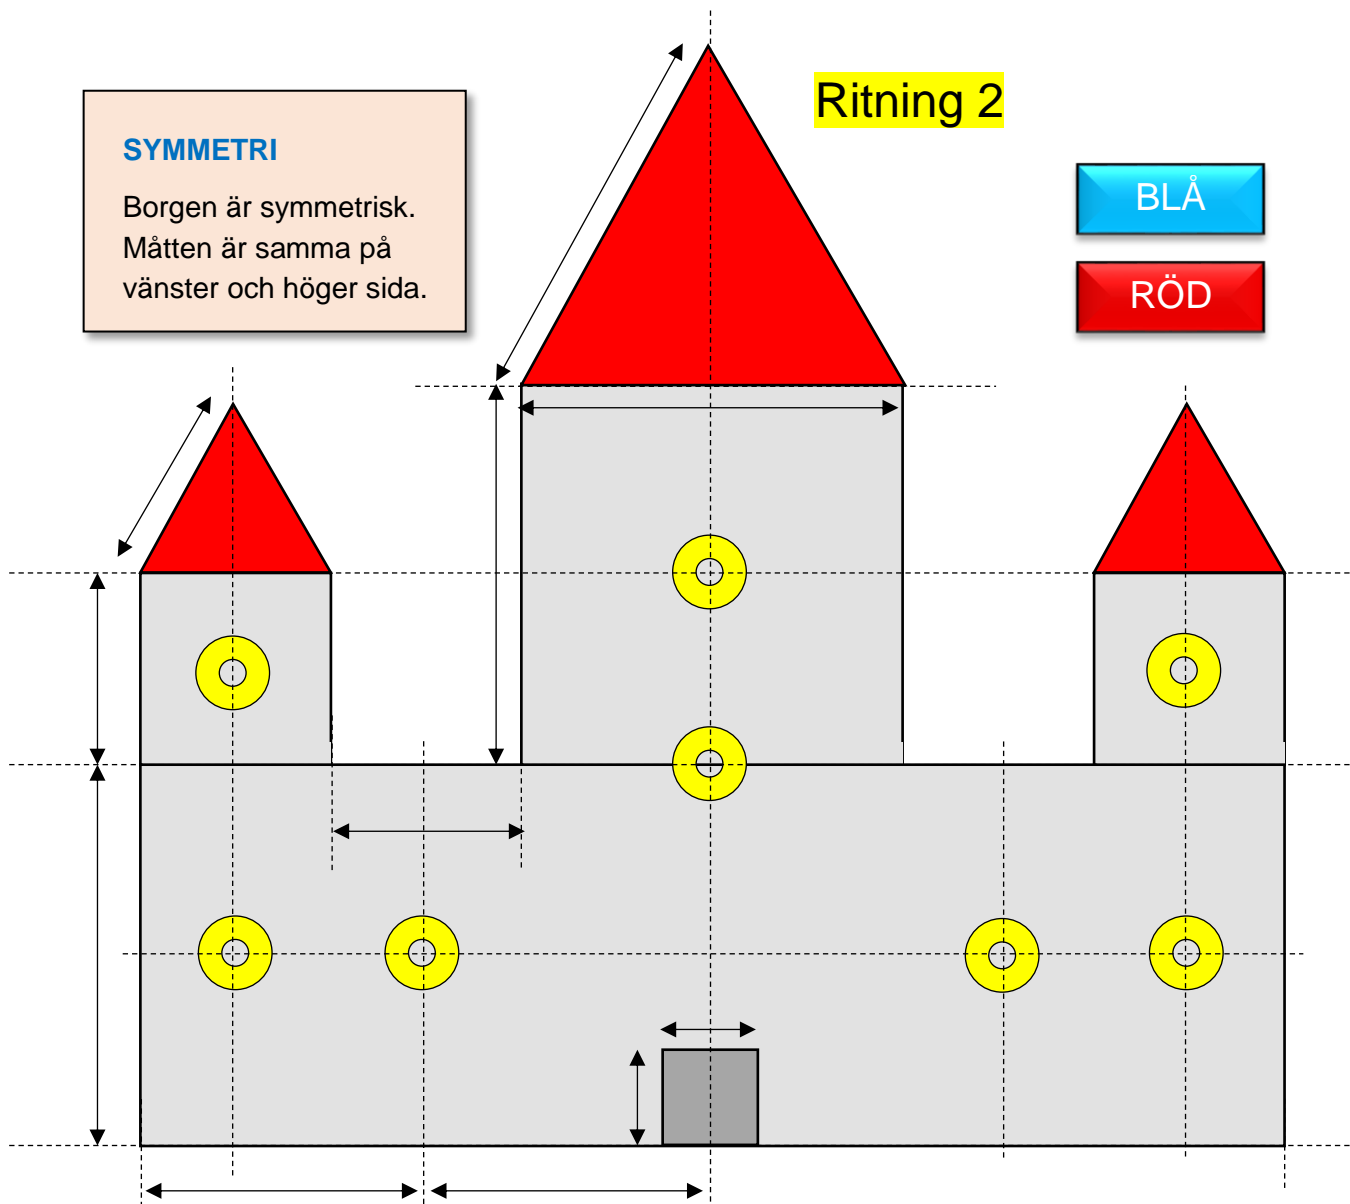 Ritning 2
SYMMETRI
Borgen är symmetrisk.
Måtten är samma på
vänster och höger sida.
BLÅ
RÖD